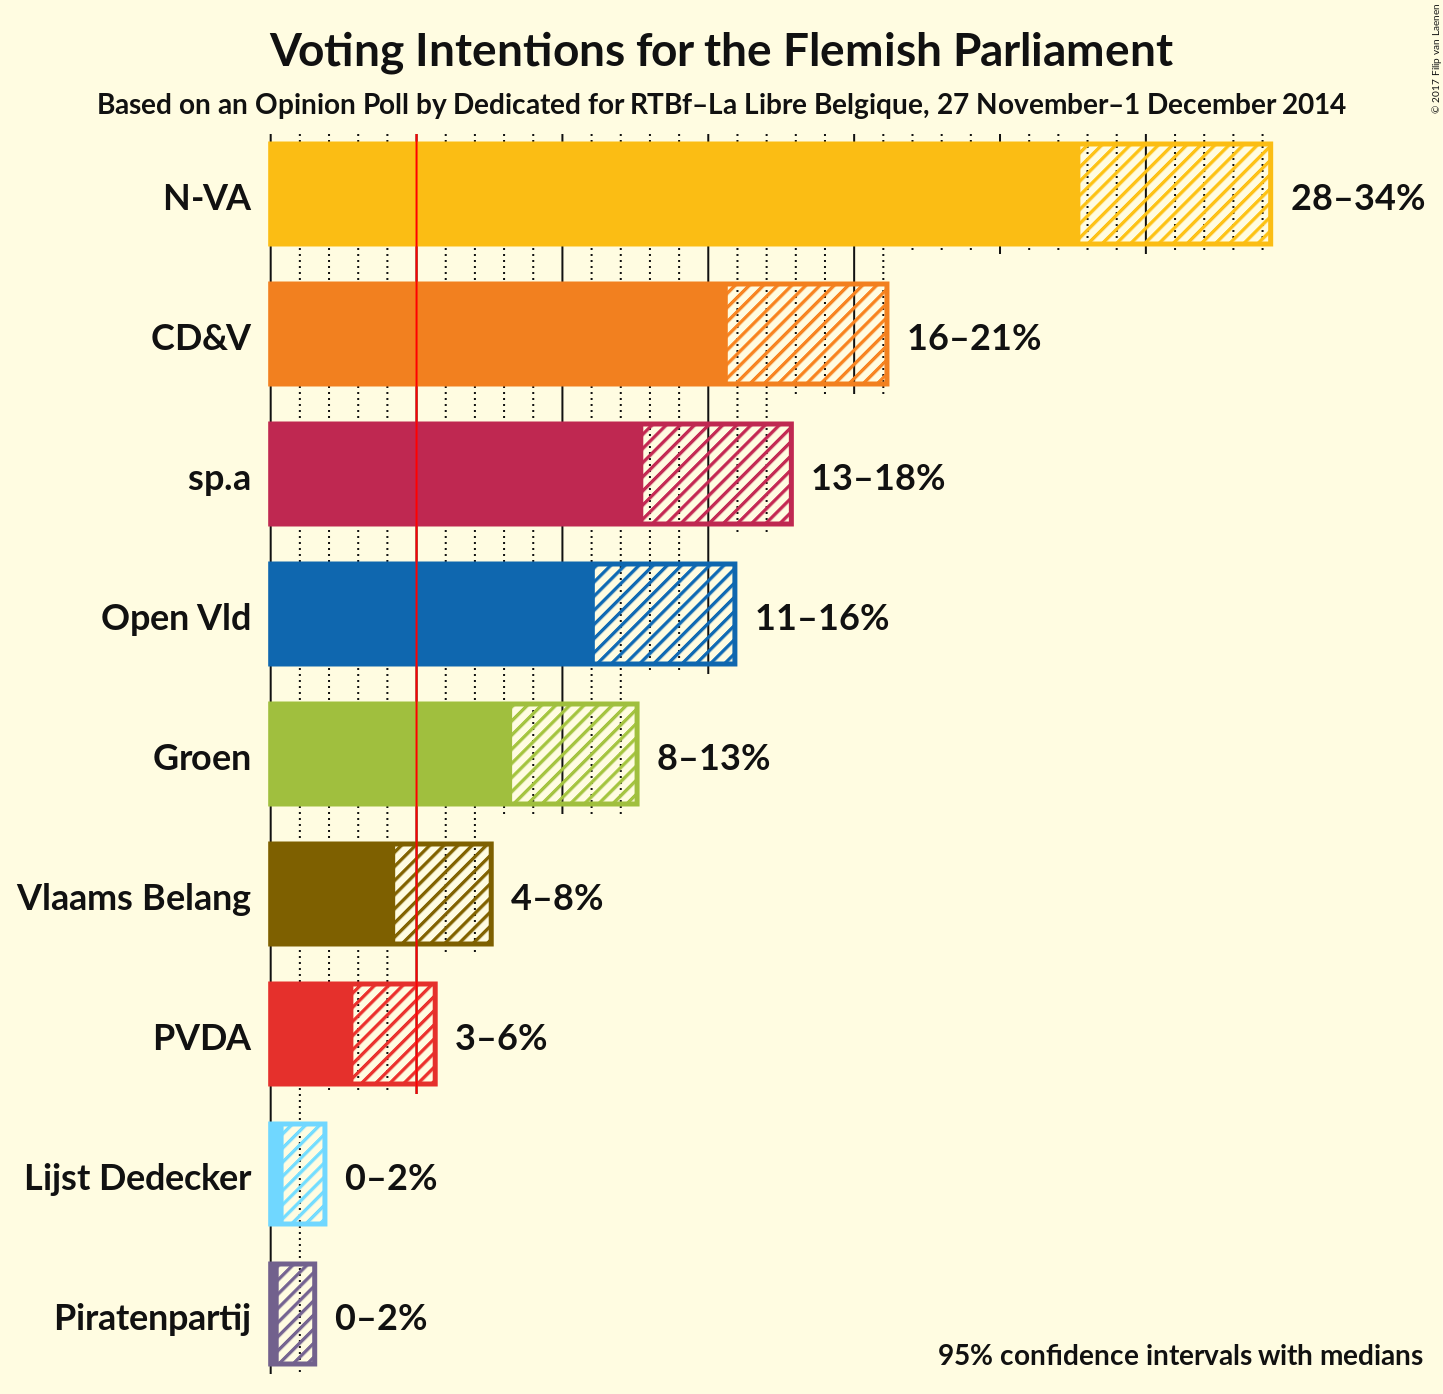 Voting Intentions for the Flemish Parliament
Based on an Opinion Poll by Dedicated for RTBf–La Libre Belgique, 27 November–1 December 2014
© 2017 Filip van Laenen
N-VA 28–34%
CD&V 16–21%
sp.a 13–18%
Open Vld 11–16%
Groen 8–13%
Vlaams Belang 4–8%
PVDA 3–6%
Lijst Dedecker 0–2%
Piratenpartij 0–2%
95% confidence intervals with medians